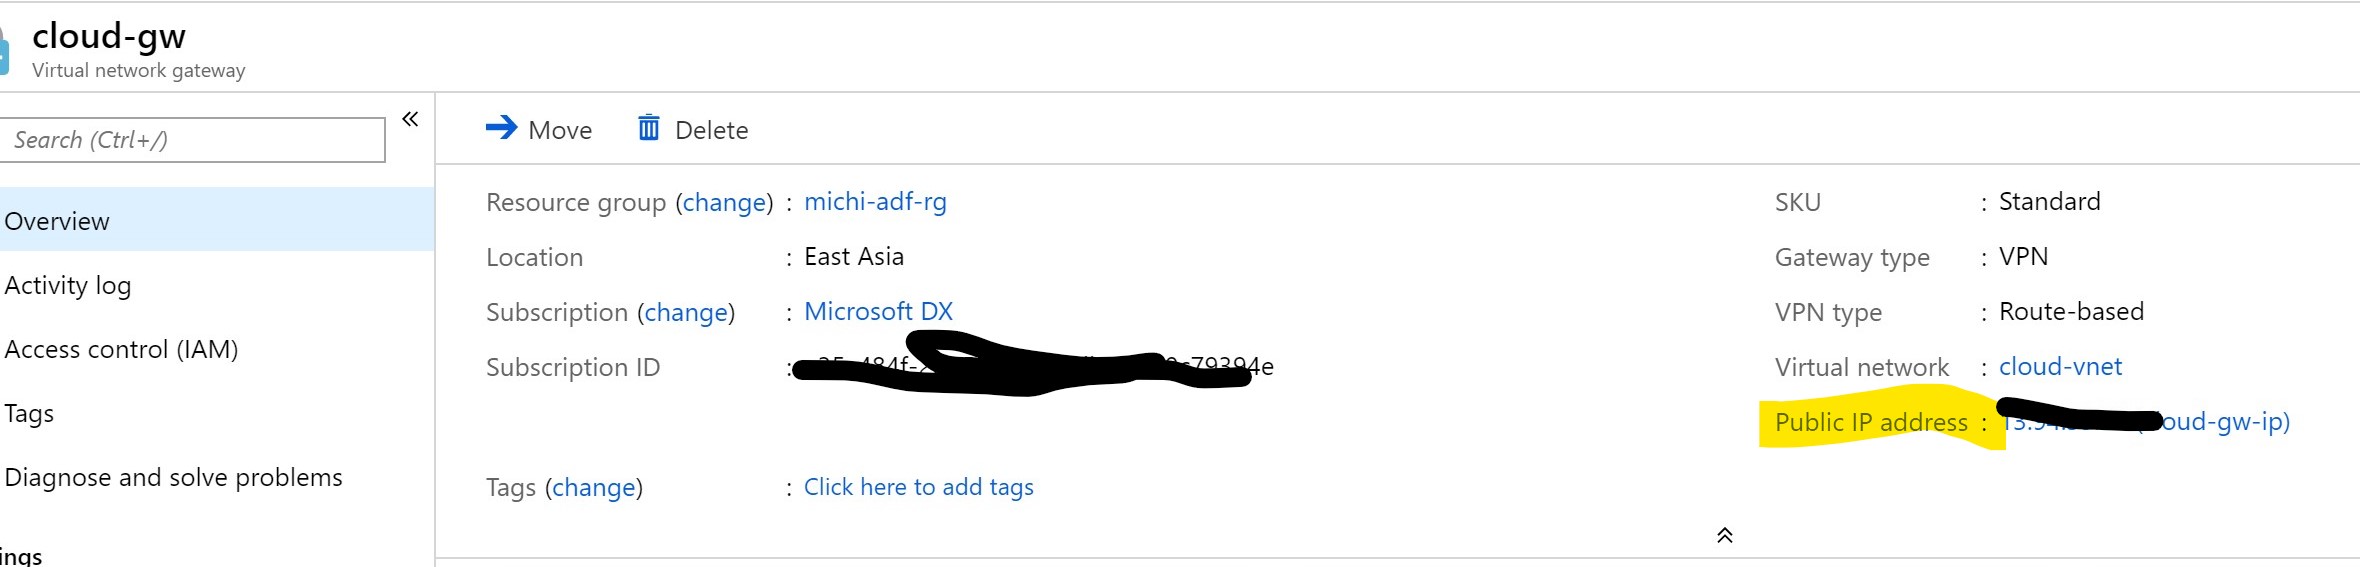 cloud-gw
Virtual network gateway
Search (Ctrl+/)
«
Overview
Activity log
Access control (IAM)
Tags
Diagnose and solve problems
ings
Move
Delete
Resource group (change) : michi-adf-rg
Location : East Asia
Subscription (change) : Microsoft DX
Subscription ID :
Tags (change) : Click here to add tags
SKU : Standard
Gateway type : VPN
VPN type : Route-based
Virtual network : cloud-vnet
Public IP address : oud-gw-ip)